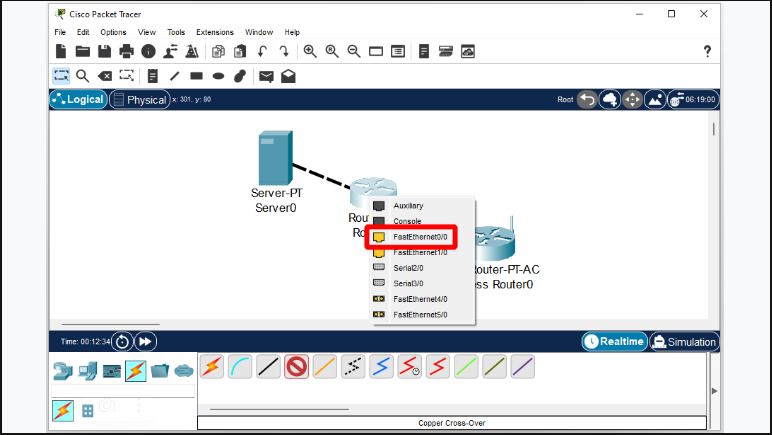 Cisco Packet Tracer
File Edit Options View Tools Extensions Window Help
Logical Physical x: 301, y: 80 Root 06:19:00
Server-PT
Server0
Auxiliary
Console
FastEthernet0/0
FastEthernet1/0
Serial2/0
Serial3/0
FastEthernet4/0
FastEthernet5/0
Rou
Ro
Router-PT-AC
ess Router0
Time: 00:12:34 Realtime Simulation
Copper Cross-Over